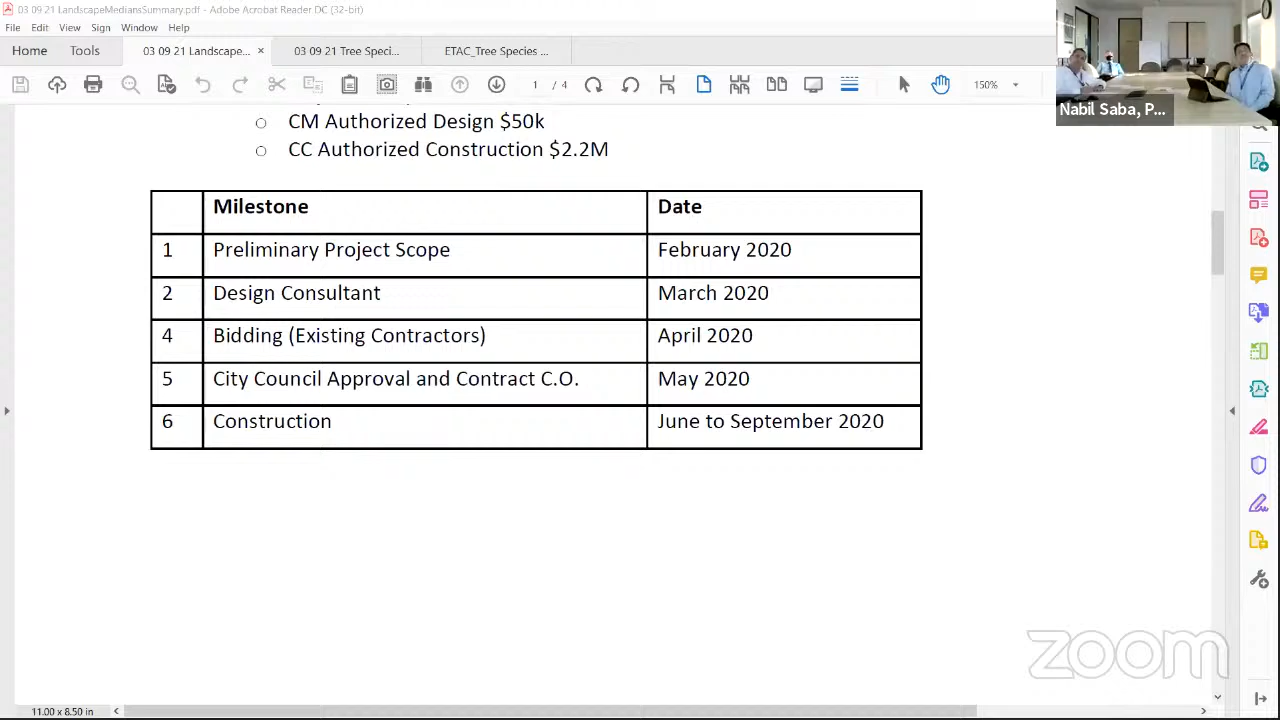 03 09 21 LandscapeMediansSummary.pdf - Adobe Acrobat Reader DC (32-bit)
File Edit View Sign Window Help
Home Tools 03 09 21 Landscape... × 03 09 21 Tree Speci... ETAC_Tree Species ...
1 / 4 150%
Nabil Saba, P...
○ CM Authorized Design $50k
○ CC Authorized Construction $2.2M
Milestone Date
1 Preliminary Project Scope February 2020
2 Design Consultant March 2020
4 Bidding (Existing Contractors) April 2020
5 City Council Approval and Contract C.O. May 2020
6 Construction June to September 2020
zoom
11.00 x 8.50 in